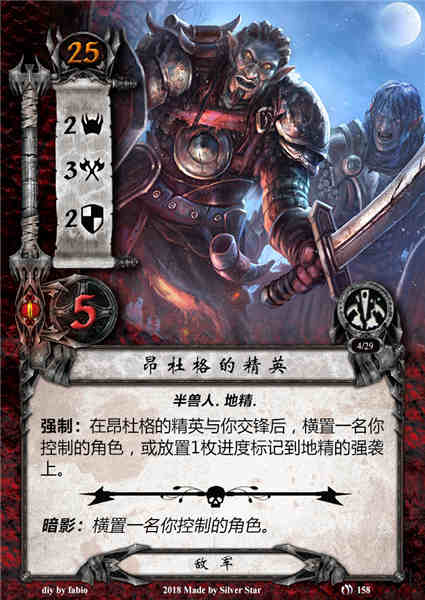 25
2
3
2
5
4/29
昂杜格的精英
半兽人. 地精.
强制：在昂杜格的精英与你交锋后，横置一名你
控制的角色，或放置1枚进度标记到地精的强袭
上。
暗影：横置一名你控制的角色。
敌军
diy by fabio 2018 Made by Silver Star 158